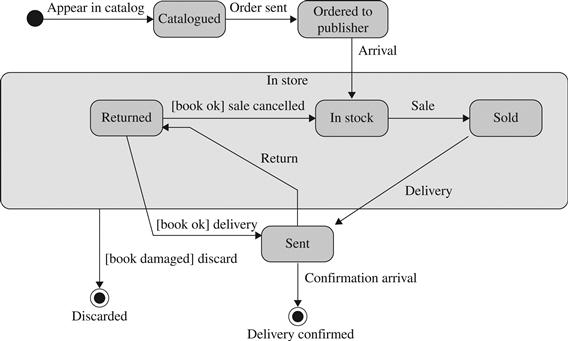 Appear in catalog
Catalogued
Order sent
Ordered to
publisher
Arrival
In store
Returned
[book ok] sale cancelled
In stock
Sale
Sold
Return
Delivery
[book ok] delivery
Sent
[book damaged] discard
Confirmation arrival
Discarded
Delivery confirmed